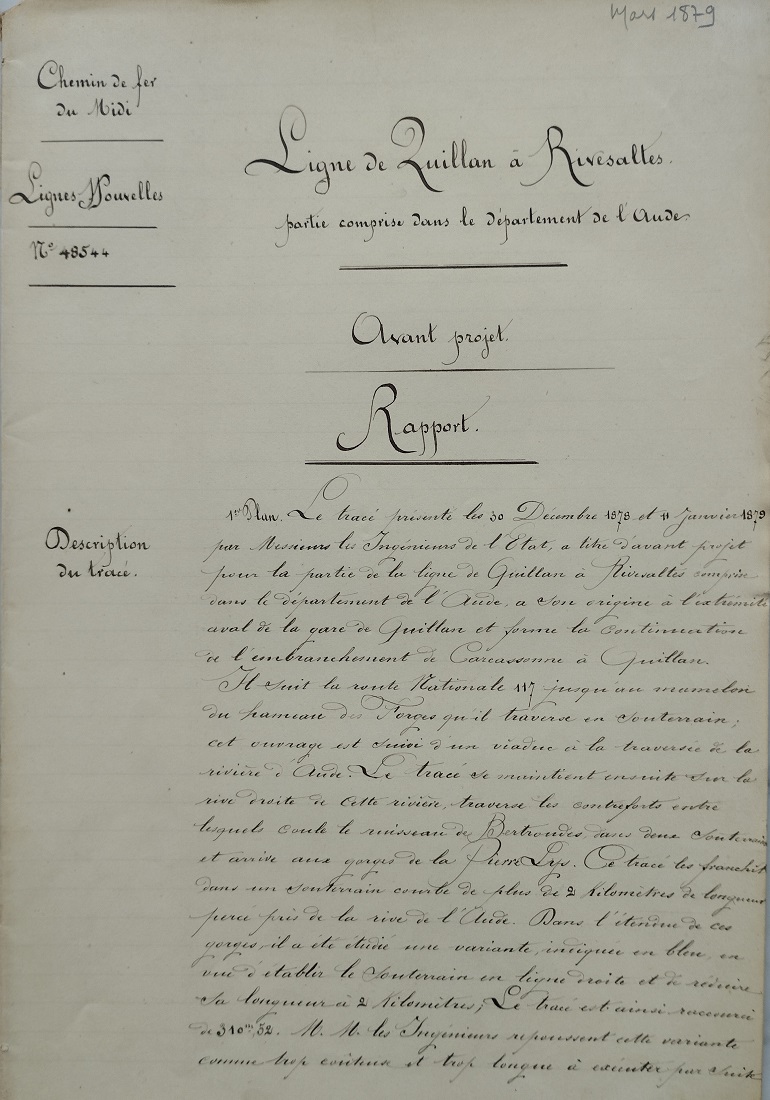 Mars 1879
Chemin de fer
du Midi
Lignes Nouvelles
N° 48544
Ligne de Quillan à Rivesaltes.
partie comprise dans le département de l'Aude.
Avant projet.
Rapport.
Description
du tracé.
1er Plan. Le tracé présenté les 30 Décembre 1878 et 11 Janvier 1879
par Messieurs les Ingénieurs de l'Etat, a titre d'avant projet
pour la partie de la ligne de Quillan à Rivesaltes comprise
dans le département de l'Aude, a son origine à l'extrémité
aval de la gare de Quillan et forme la continuation
de l'embranchement de Carcassonne à Quillan.
Il suit la route Nationale 117 jusqu'au mamelon
du hameau des Forges qu'il traverse en souterrain;
cet ouvrage est suivi d'un viaduc à la traversée de la
rivière d'Aude. Le tracé se maintient ensuite sur la
rive droite de cette rivière, traverse les contreforts entre
lesquels coule le ruisseau de Bertrondes dans deux souterrains
et arrive aux gorges de la Pierre Lys. Ce tracé les franchit
dans un souterrain courbe de plus de 2 Kilomètres de longueur
percé près de la rive de l'Aude. Dans l'étendue de ces
gorges, il a été étudié une variante, indiquée en bleu, en
vue d'établir le souterrain en ligne droite et de réduire
sa longueur à 2 Kilomètres; Le tracé est ainsi raccourci
de 310m,52. M. M. les Ingénieurs repoussent cette variante
comme trop coûteuse et trop longue à exécuter par suite